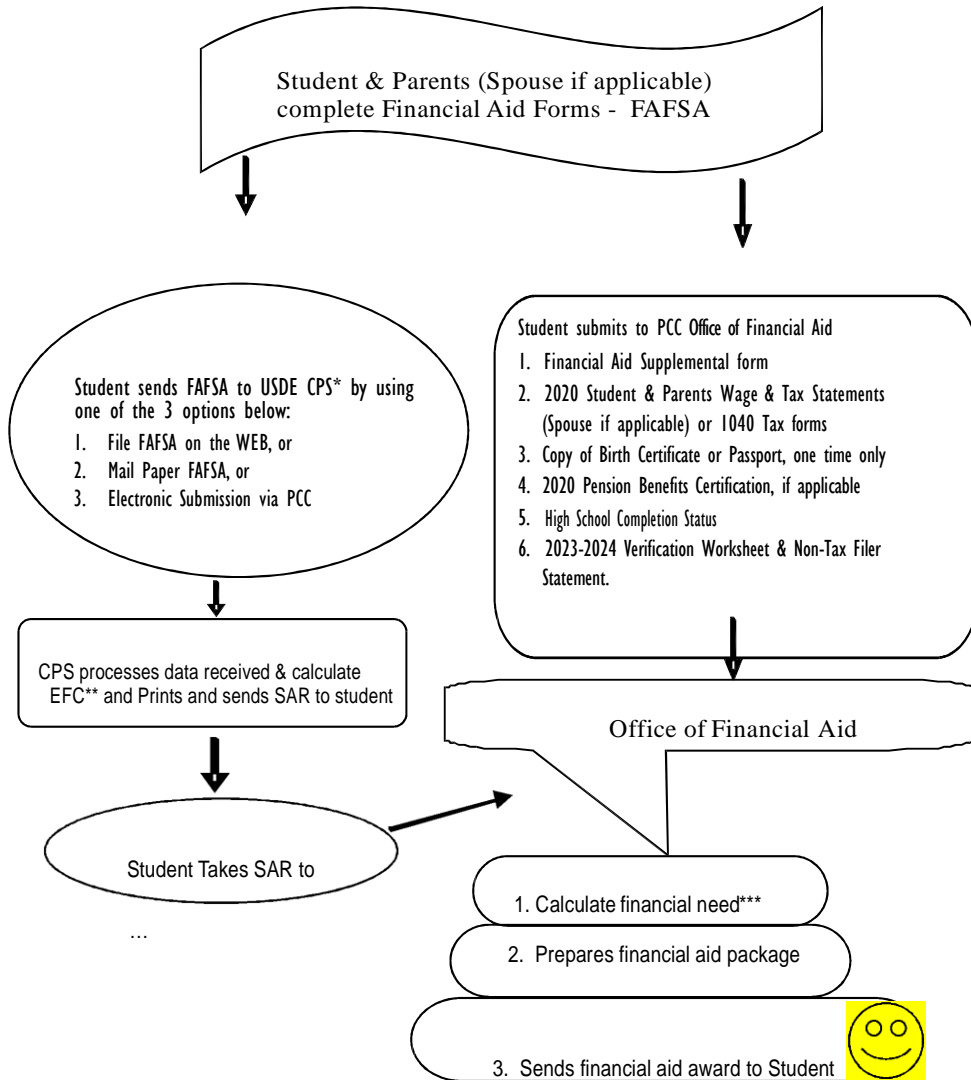 Student & Parents (Spouse if applicable)
complete Financial Aid Forms - FAFSA
Student sends FAFSA to USDE CPS* by using
one of the 3 options below:
1. File FAFSA on the WEB, or
2. Mail Paper FAFSA, or
3. Electronic Submission via PCC
Student submits to PCC Office of Financial Aid
1. Financial Aid Supplemental form
2. 2020 Student & Parents Wage & Tax Statements
(Spouse if applicable) or 1040 Tax forms
3. Copy of Birth Certificate or Passport, one time only
4. 2020 Pension Benefits Certification, if applicable
5. High School Completion Status
6. 2023-2024 Verification Worksheet & Non-Tax Filer
Statement.
CPS processes data received & calculate
EFC** and Prints and sends SAR to student
Office of Financial Aid
Student Takes SAR to
...
1. Calculate financial need***
2. Prepares financial aid package
3. Sends financial aid award to Student